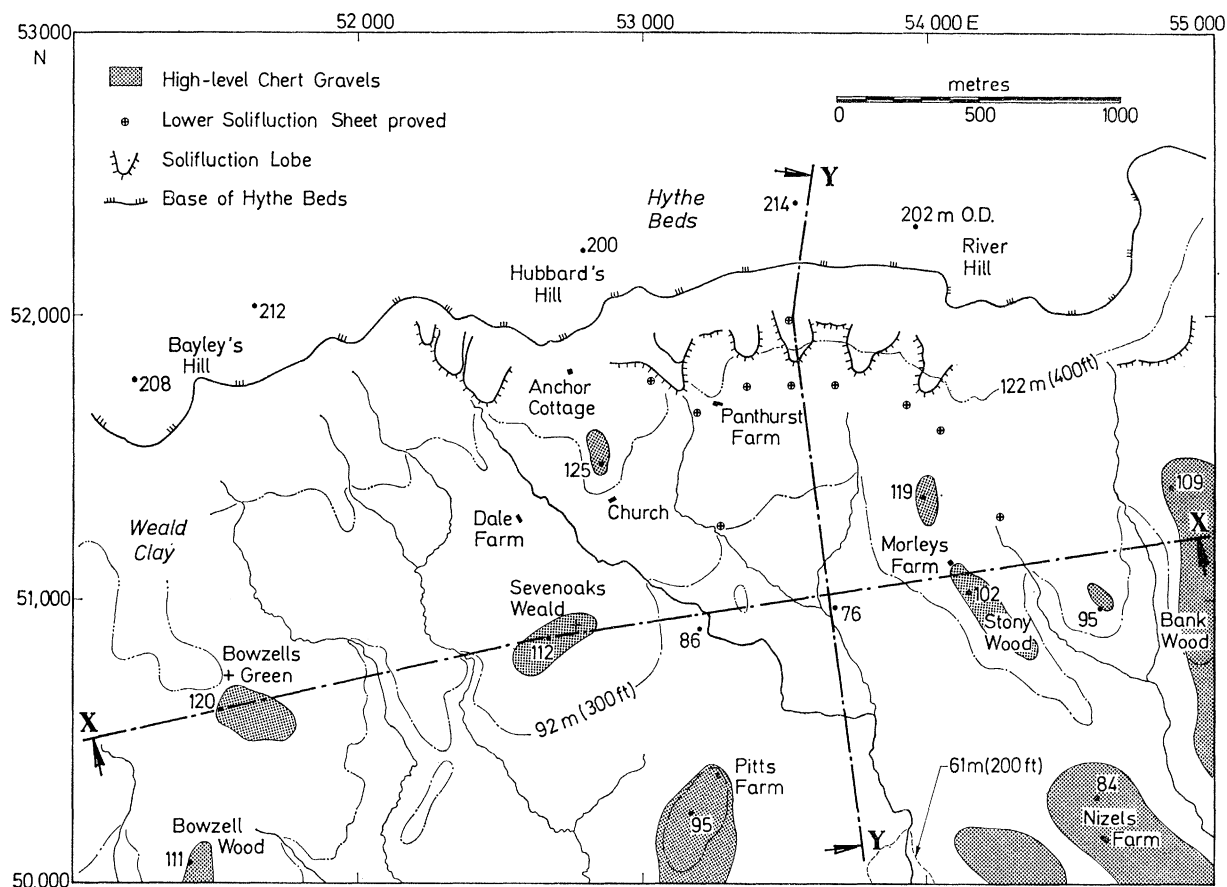 52 000
53 000
54 000 E
55 000
53000
N
High-level Chert Gravels
Lower Solifluction Sheet proved
Solifluction Lobe
Base of Hythe Beds
metres
0 500 1000
Y
Hythe
Beds
214
202 m O.D.
River
Hill
200
Hubbard's
Hill
52,000
212
Bayley's
Hill
208
Anchor
Cottage
122 m (400ft)
Panthurst
Farm
125
119
109
Church
Dale
Farm
Weald
Clay
X
Morleys
Farm
Sevenoaks
Weald
51,000
102
Stony
Wood
95
Bank
Wood
76
86
112
Bowzells
+ Green
120
X
92 m (300ft)
61m (200 ft)
Pitts
Farm
95
84
Nizels
Farm
Bowzell
Wood
111
Y
50.000